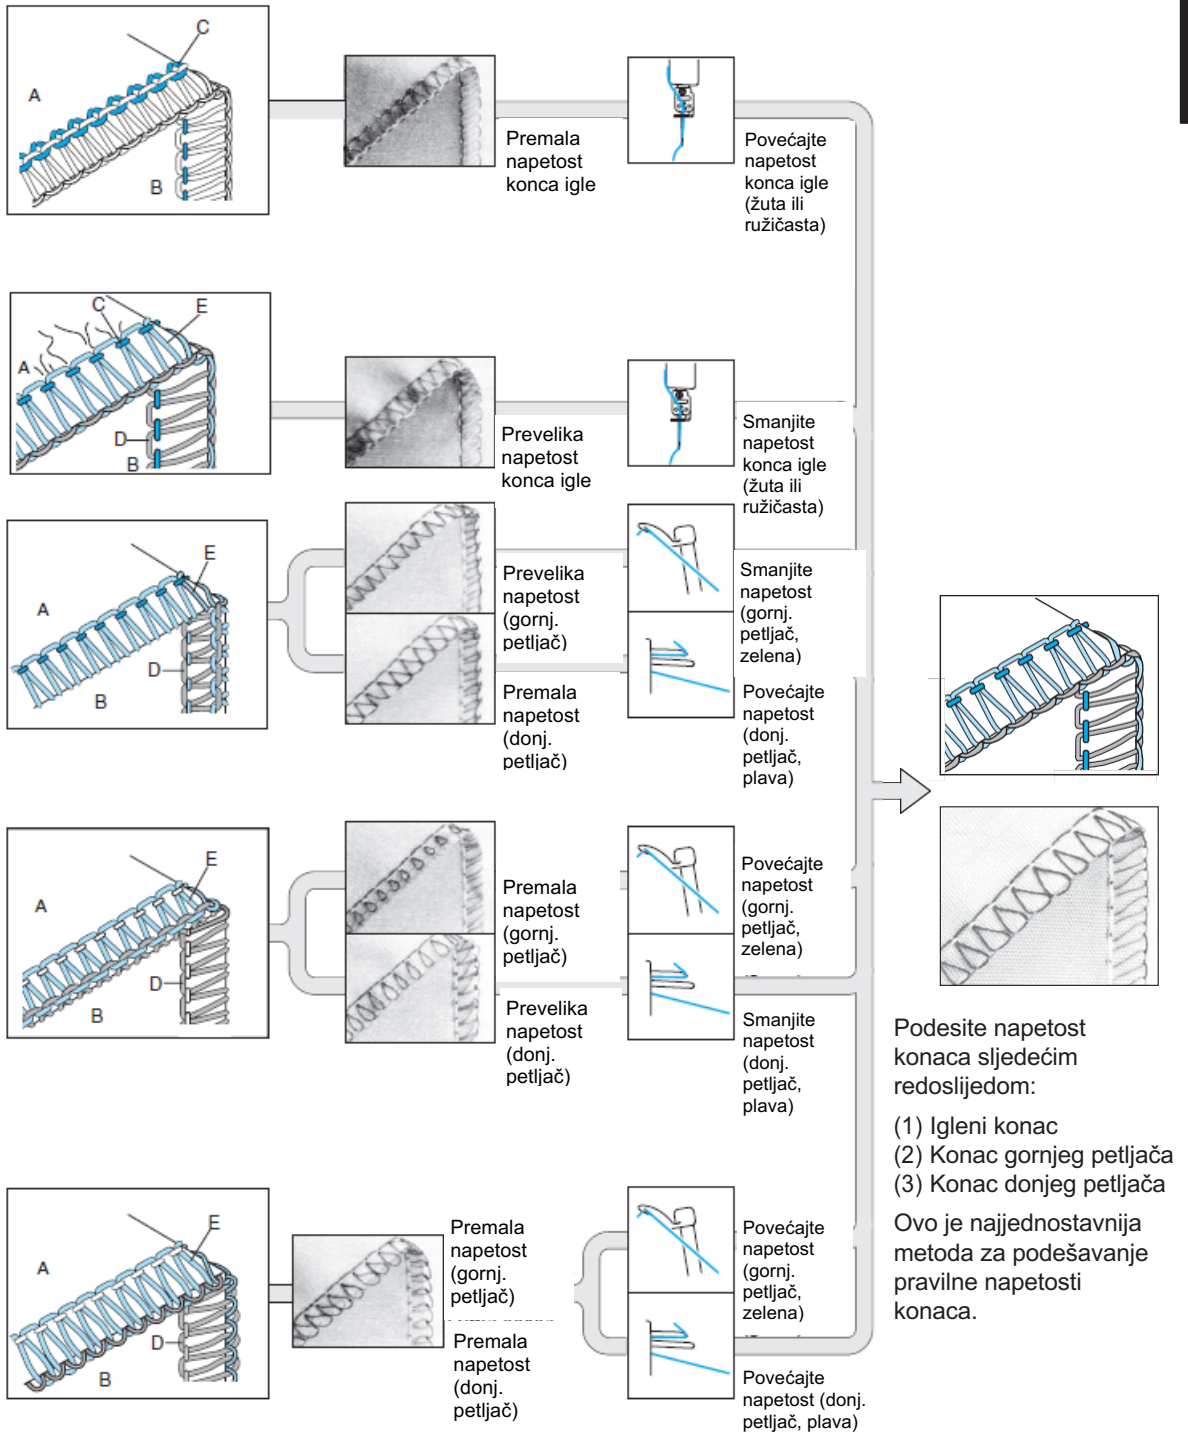 C
A
B
Premala
napetost
konca igle
Povećajte
napetost
konca igle
(žuta ili
ružičasta)
C
E
A
D
B
Prevelika
napetost
konca igle
Smanjite
napetost
konca igle
(žuta ili
ružičasta)
E
A
D
B
Prevelika
napetost
(gornj.
petljač)
Smanjite
napetost
(gornj.
petljač,
zelena)
Premala
napetost
(donj.
petljač)
Povećajte
napetost
(donj.
petljač,
plava)
E
A
D
B
Premala
napetost
(gornj.
petljač)
Povećajte
napetost
(gornj.
petljač,
zelena)
Prevelika
napetost
(donj.
petljač)
Smanjite
napetost
(donj.
petljač,
plava)
E
A
D
B
Premala
napetost
(gornj.
petljač)
Premala
napetost
(donj.
petljač)
Povećajte
napetost
(gornj.
petljač,
zelena)
Povećajte
napetost (donj.
petljač, plava)
Podesite napetost
konaca sljedećim
redoslijedom:
(1) Igleni konac
(2) Konac gornjeg petljača
(3) Konac donjeg petljača
Ovo je najjednostavnija
metoda za podešavanje
pravilne napetosti
konaca.